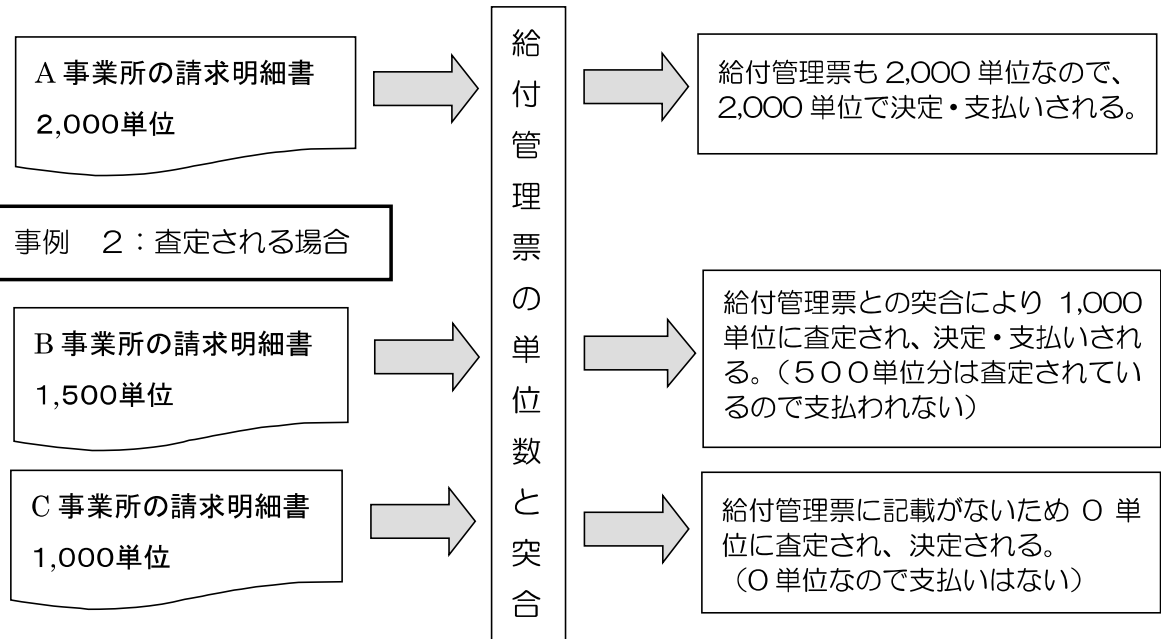 A 事業所の請求明細書
2,000単位
給付管理票の単位数と突合
給付管理票も 2,000 単位なので、
2,000 単位で決定・支払いされる。
事例　2：査定される場合
B 事業所の請求明細書
1,500単位
給付管理票との突合により 1,000
単位に査定され、決定・支払いされ
る。（500単位分は査定されてい
るので支払われない）
C 事業所の請求明細書
1,000単位
給付管理票に記載がないため 0 単
位に査定され、決定される。
（0 単位なので支払いはない）